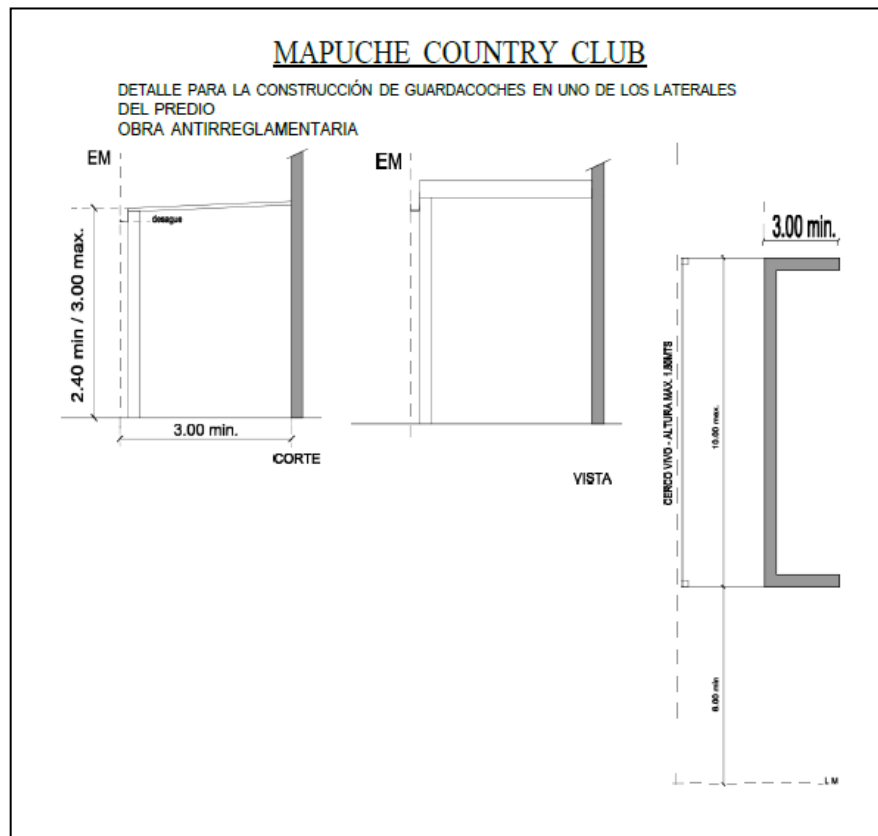 MAPUCHE COUNTRY CLUB
DETALLE PARA LA CONSTRUCCIÓN DE GUARDACOCHES EN UNO DE LOS LATERALES
DEL PREDIO
OBRA ANTIRREGLAMENTARIA
EM
desague
2.40 min / 3.00 max.
3.00 min.
CORTE
EM
VISTA
3.00 min.
CERCO VIVO - ALTURA MAX. 1.80MTS
10.00 max.
6.00 min
L M